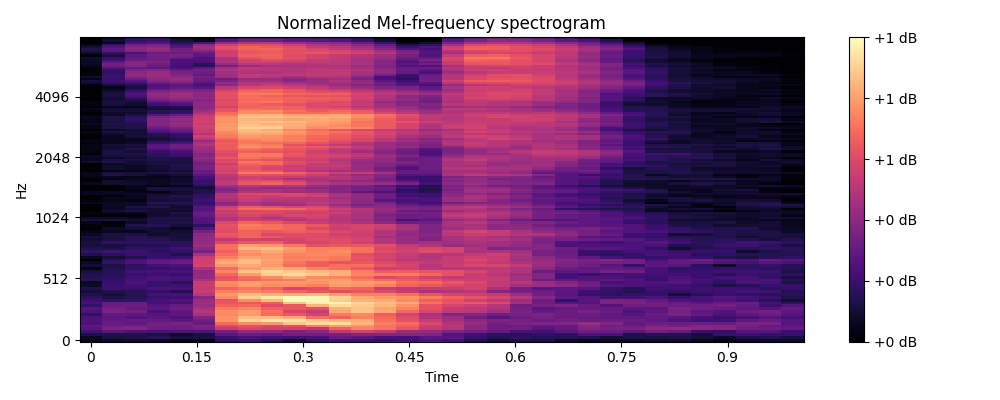 Normalized Mel-frequency spectrogram
Hz
4096
2048
1024
512
0
0 0.15 0.3 0.45 0.6 0.75 0.9
Time
+1 dB
+1 dB
+1 dB
+0 dB
+0 dB
+0 dB